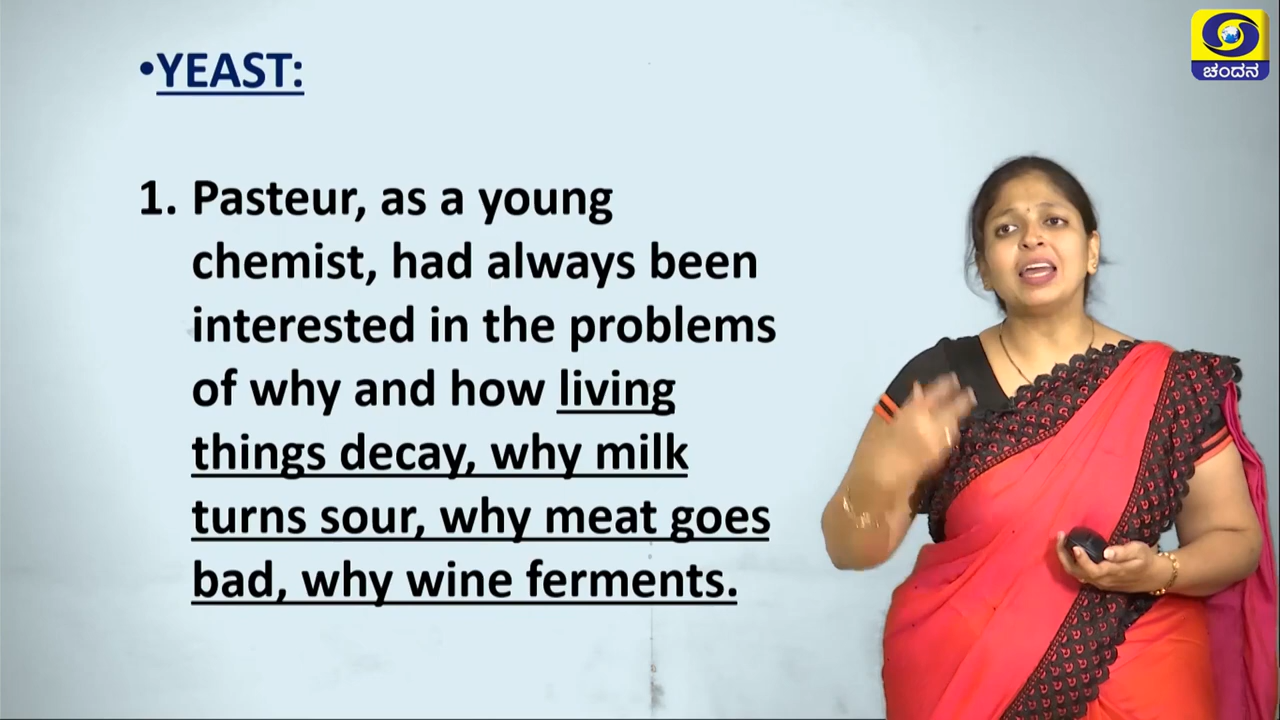 •YEAST:
1. Pasteur, as a young
chemist, had always been
interested in the problems
of why and how living
things decay, why milk
turns sour, why meat goes
bad, why wine ferments.
ಚಂದನ